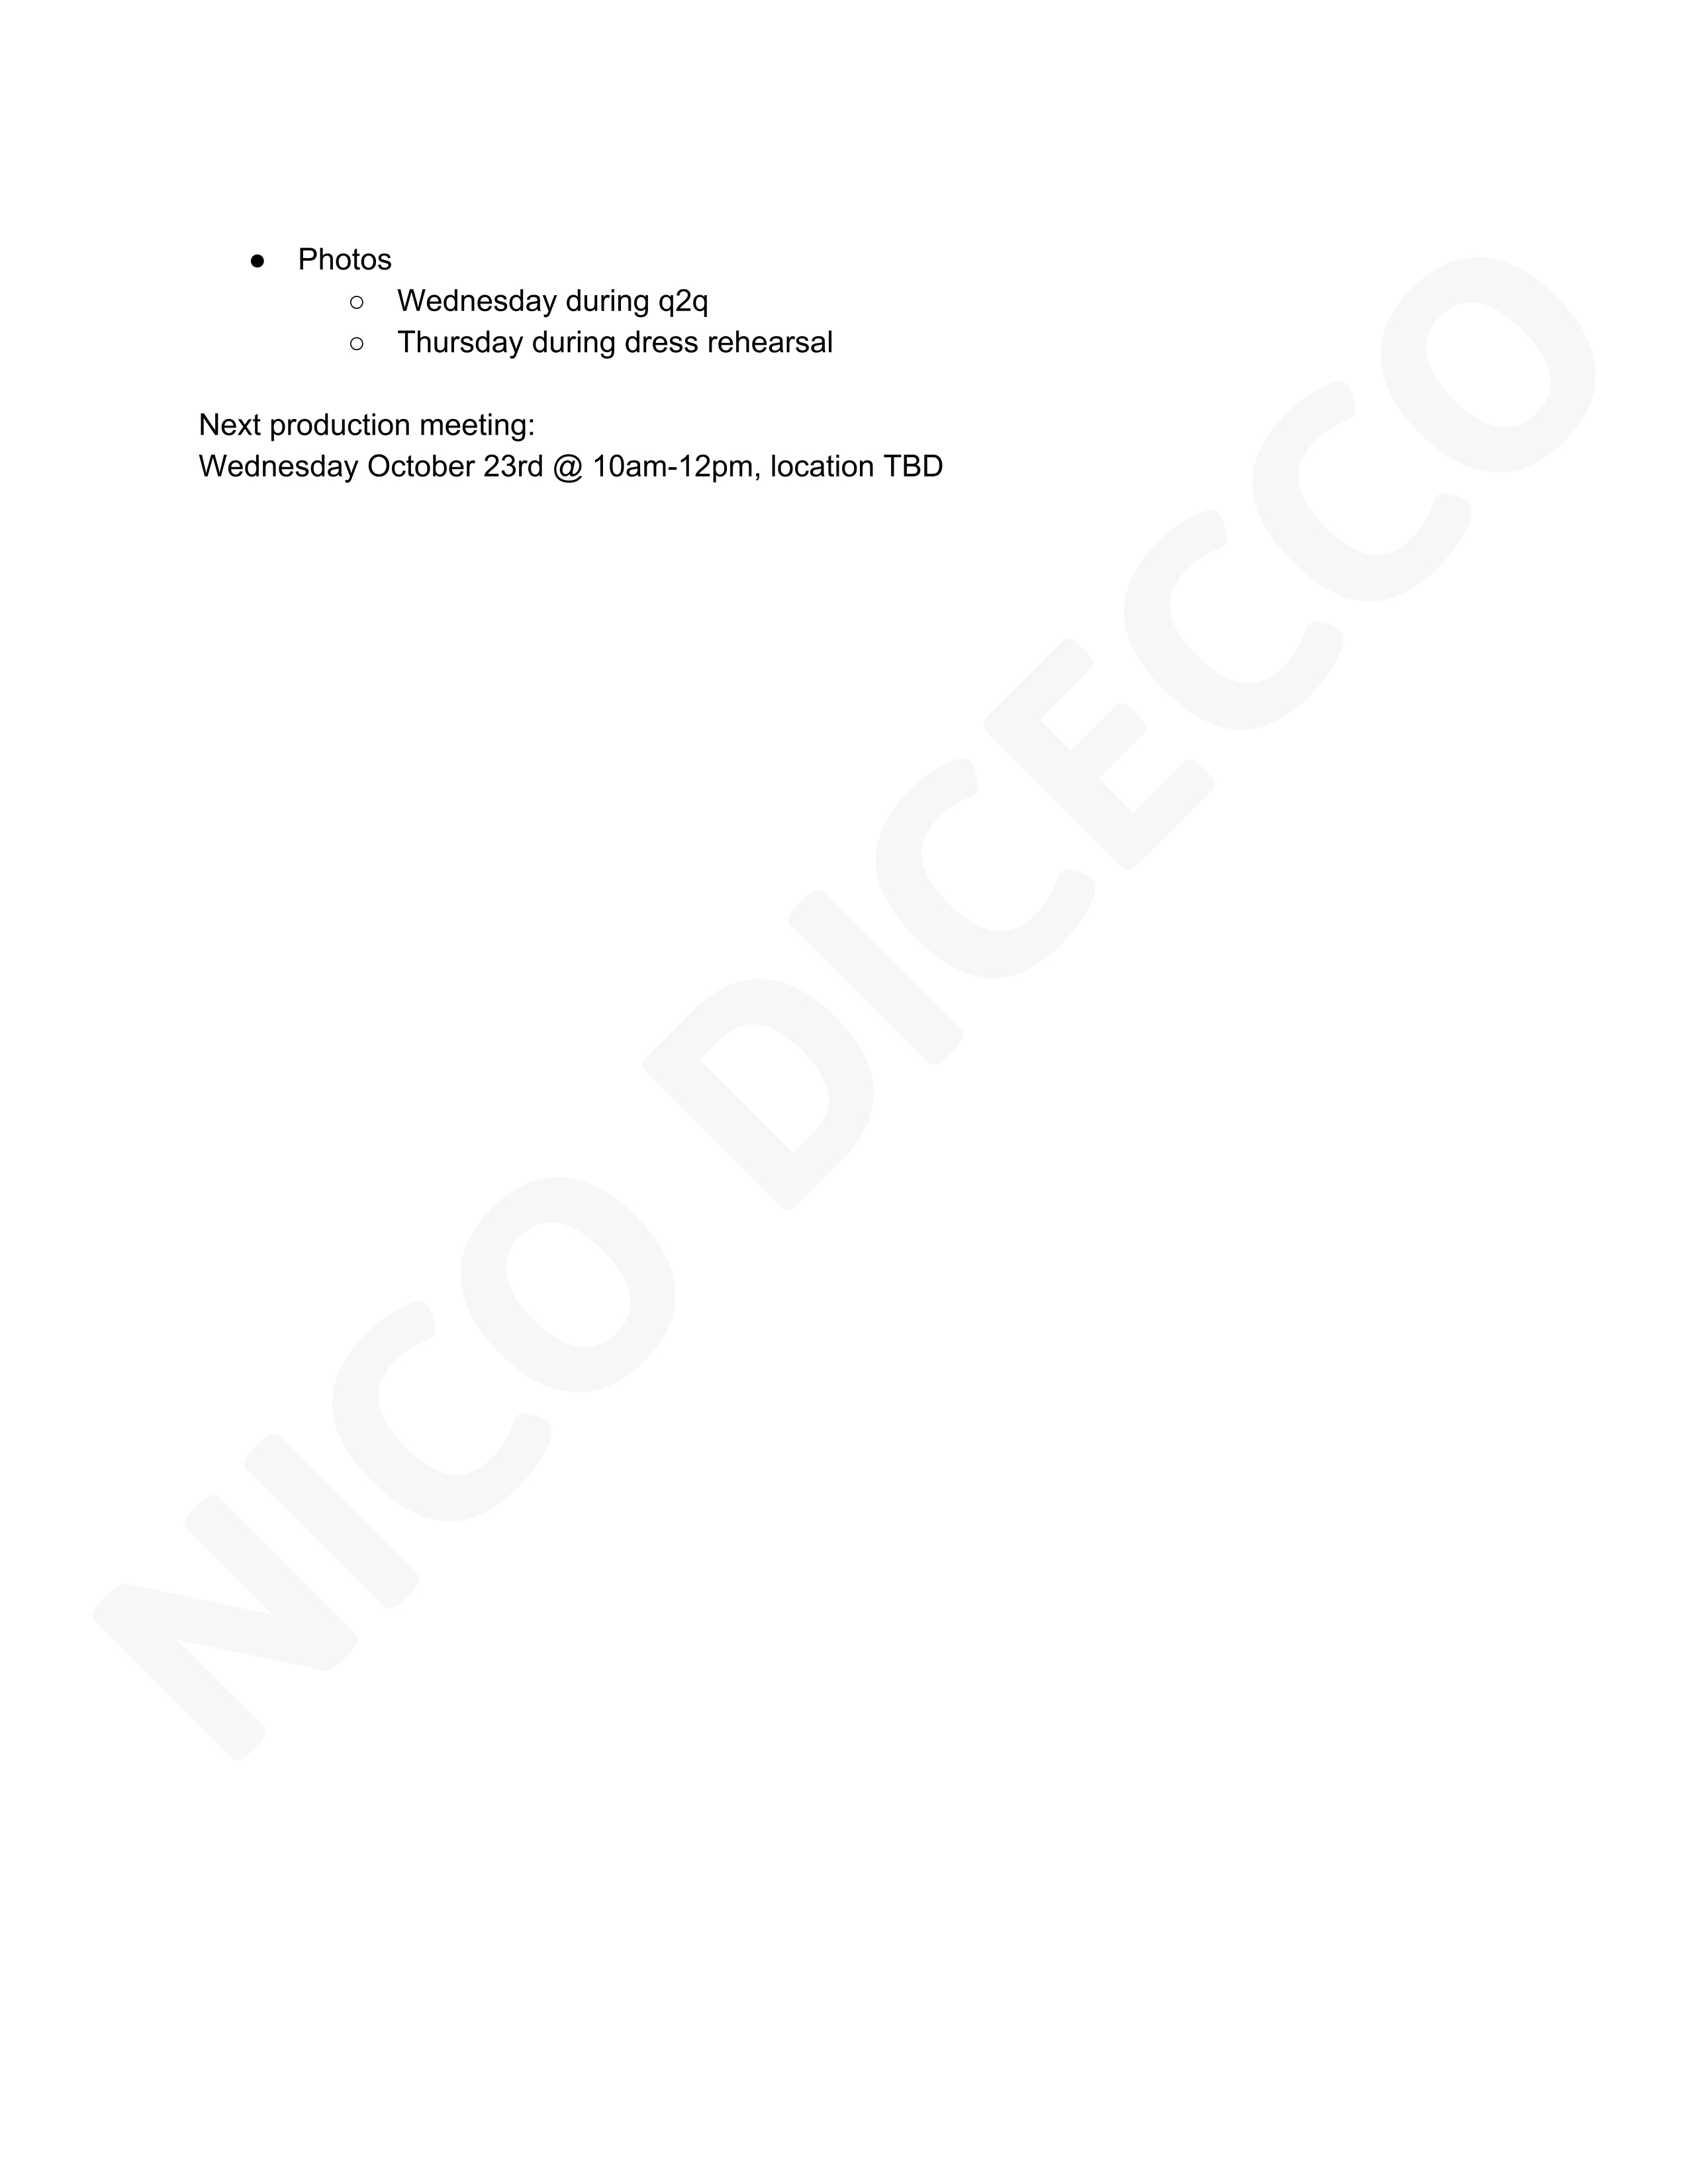 ● Photos
○ Wednesday during q2q
○ Thursday during dress rehearsal
Next production meeting:
Wednesday October 23rd @ 10am-12pm, location TBD
NICO DICECCO